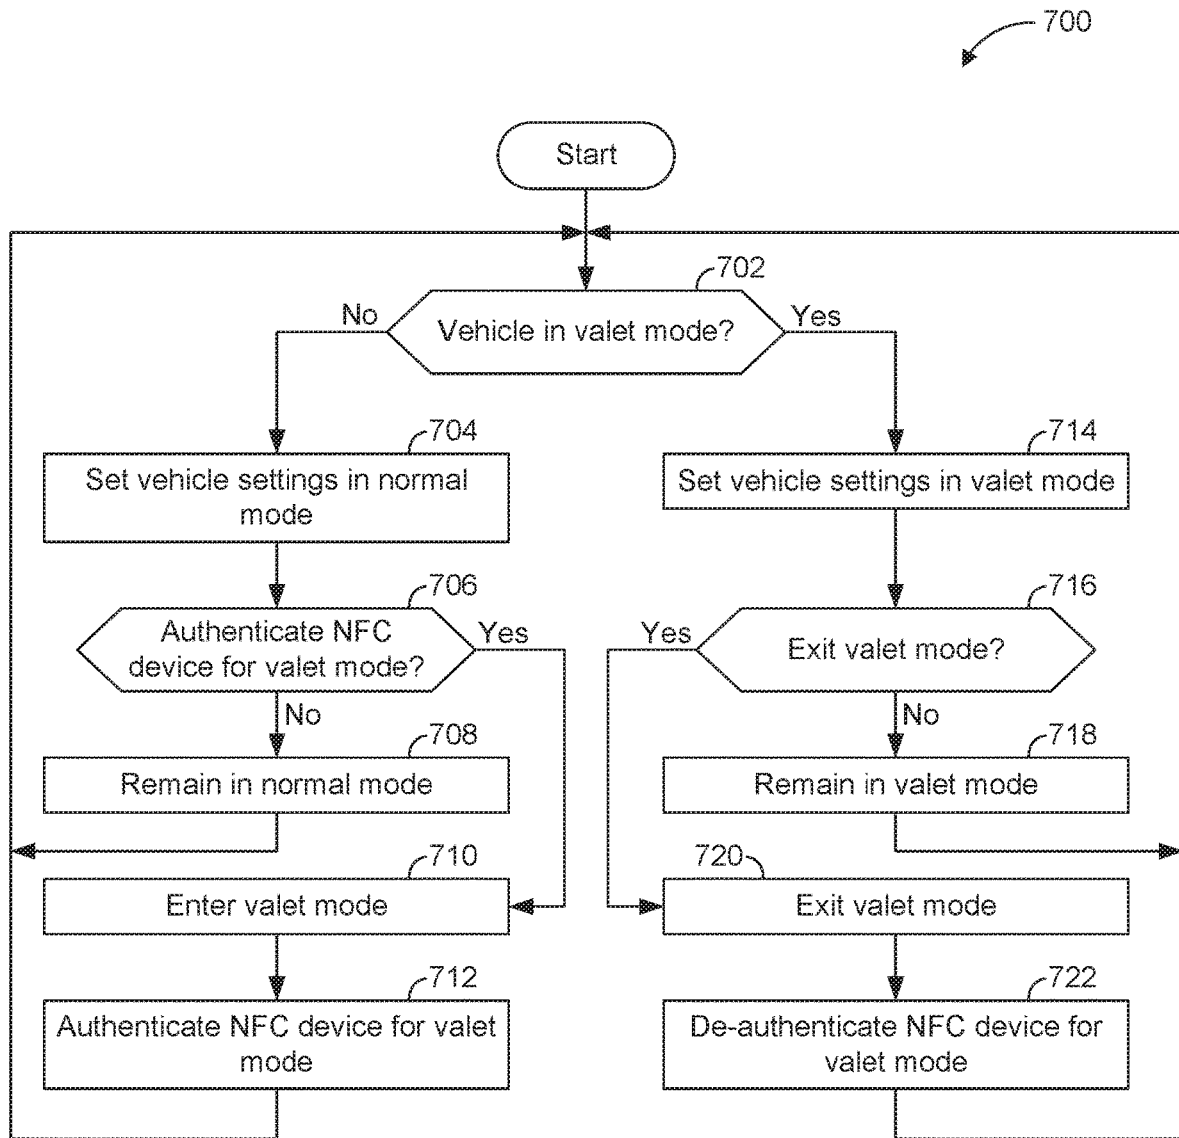 700
Start
702
No
Vehicle in valet mode?
Yes
704
Set vehicle settings in normal
mode
706
Authenticate NFC
device for valet mode?
Yes
No
708
Remain in normal mode
710
Enter valet mode
712
Authenticate NFC device for valet
mode
714
Set vehicle settings in valet mode
716
Yes
Exit valet mode?
No
718
Remain in valet mode
720
Exit valet mode
722
De-authenticate NFC device for
valet mode